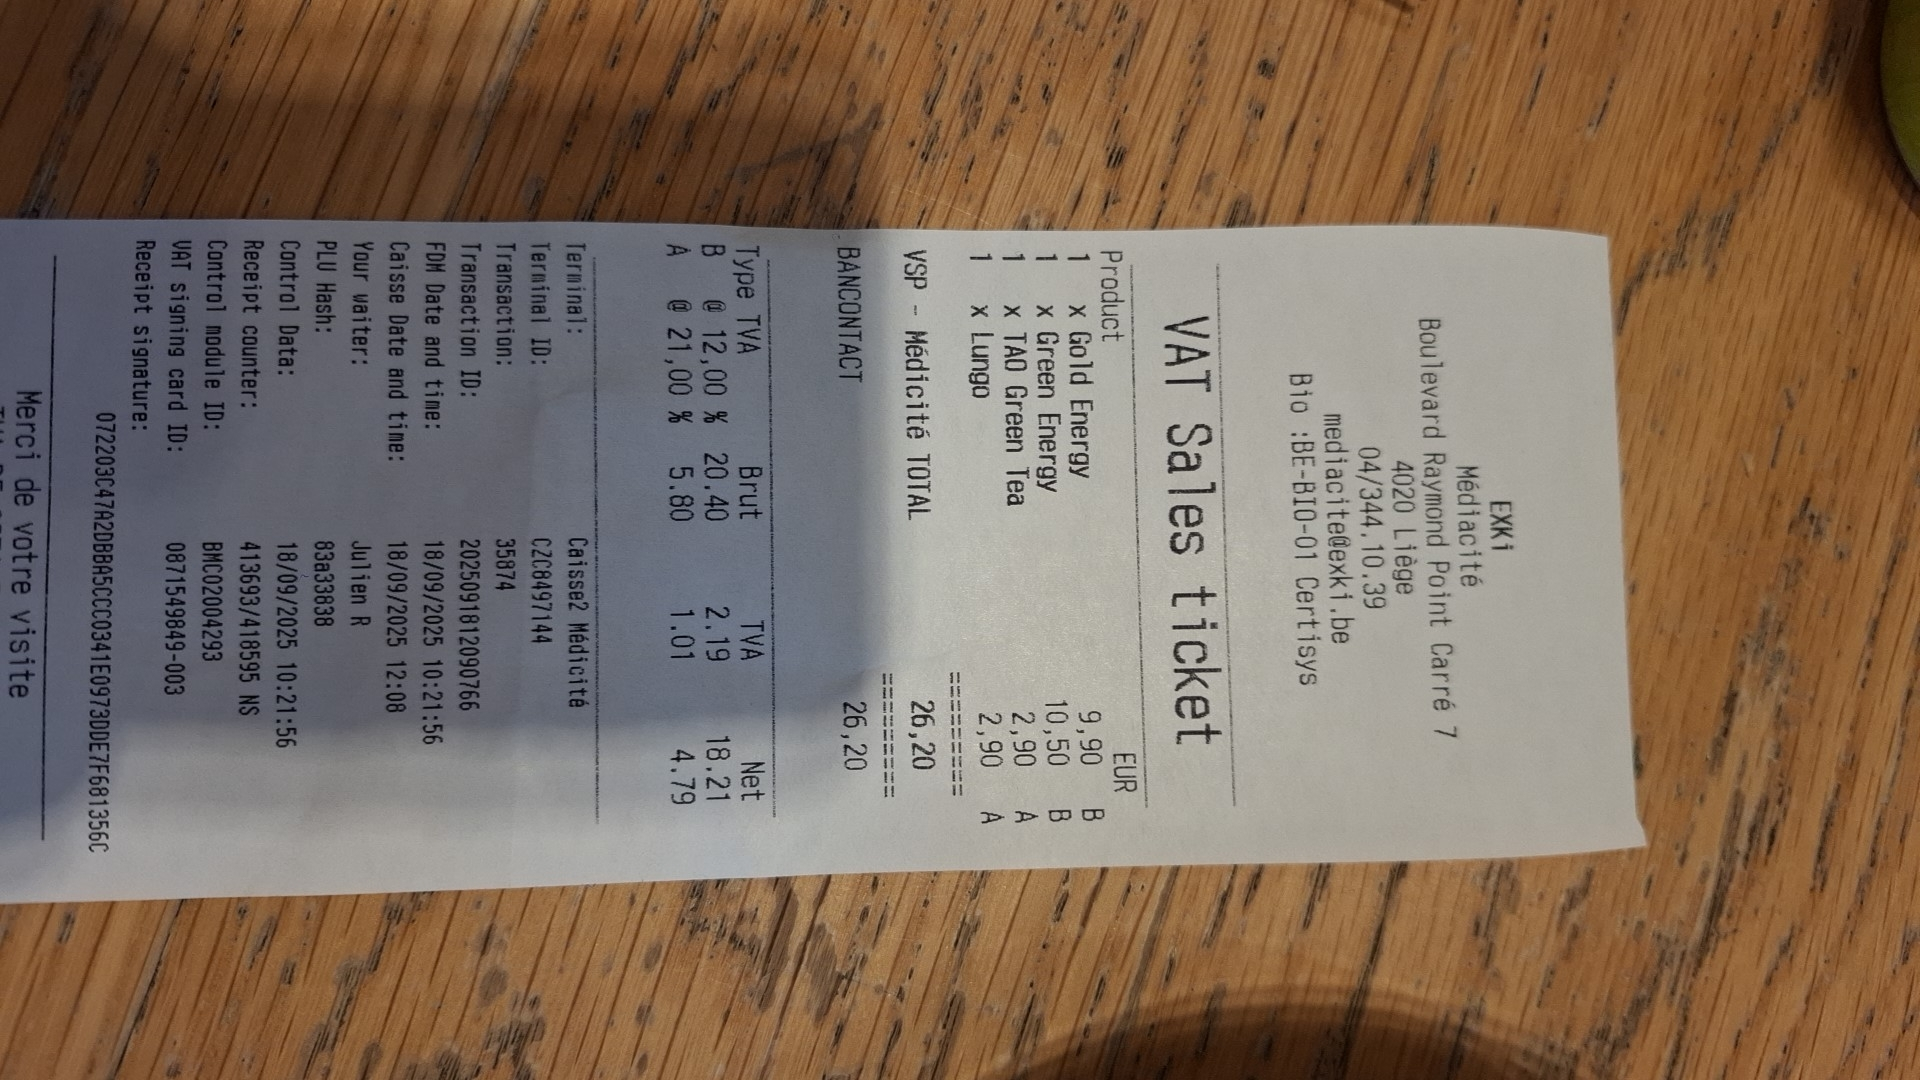 EXKi
Médiacité
Boulevard Raymond Point Carré 7
4020 Liège
04/344.10.39
mediacite@exki.be
Bio :BE-BIO-01 Certisys
VAT Sales ticket
Product EUR
1 x Gold Energy 9,90 B
1 x Green Energy 10,50 B
1 x TAO Green Tea 2,90 A
1 x Lungo 2,90 A
========
VSP - Médicité TOTAL 26,20
========
BANCONTACT 26,20
Type TVA Brut TVA Net
B @ 12,00 % 20.40 2.19 18.21
A @ 21,00 % 5.80 1.01 4.79
Terminal: Caisse2 Médicité
Terminal ID: CZC8497144
Transaction: 35874
Transaction ID: 2025091812090766
FDM Date and time: 18/09/2025 10:21:56
Caisse Date and time: 18/09/2025 12:08
Your waiter: Julien R
PLU Hash: 83a33838
Control Data: 18/09/2025 10:21:56
Receipt counter: 413693/418595 NS
Control module ID: BMC02004293
VAT signing card ID: 0871549849-003
Receipt signature:
072203C47A2DBBA5CCC0341E0973DDE7F681356C
Merci de votre visite